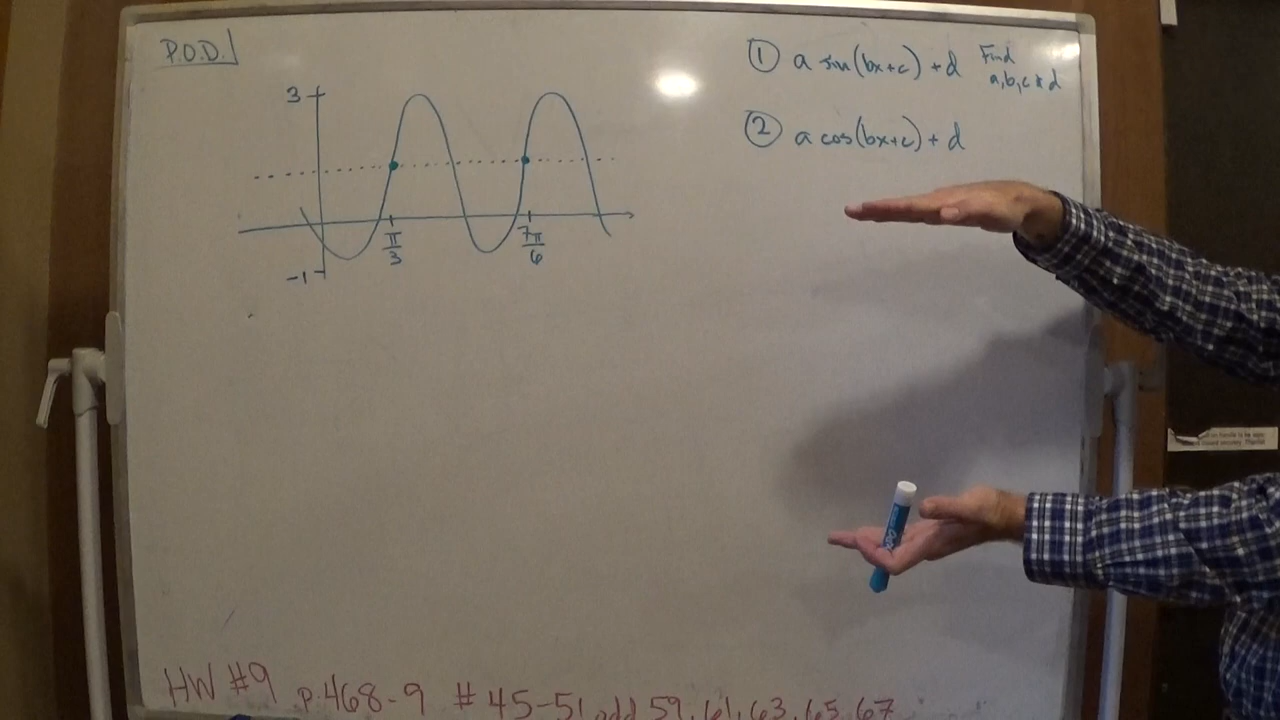 P.O.D.
3
-1
π/3
7π/6
① a sin(bx+c) + d Find
a,b,c & d
② a cos(bx+c) + d
HW #9 p.468-9 # 45-51 odd 59, 61, 63, 65, 67